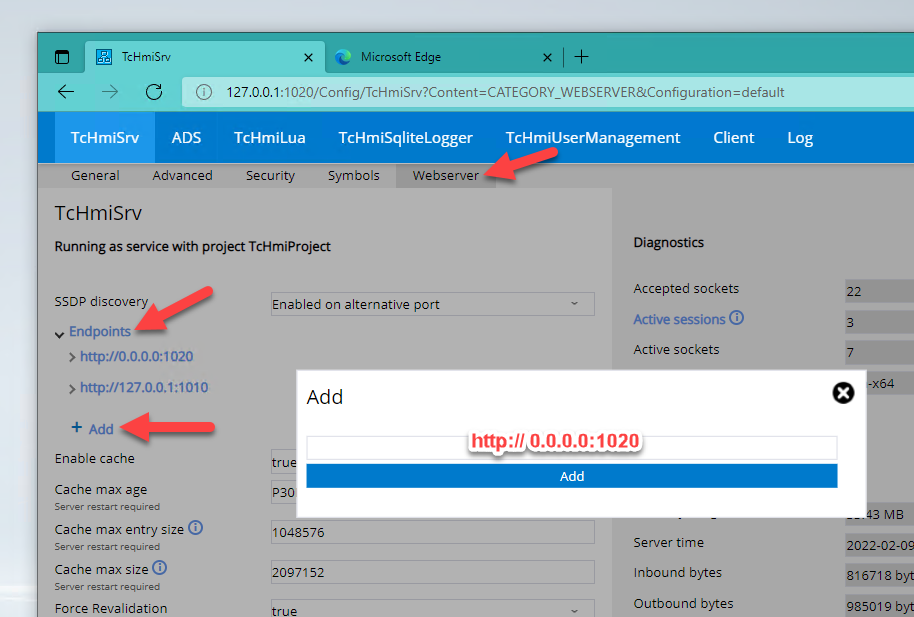 TcHmiSrv
Microsoft Edge
127.0.0.1:1020/Config/TcHmiSrv?Content=CATEGORY_WEBSERVER&Configuration=default
TcHmiSrv ADS TcHmiLua TcHmiSqliteLogger TcHmiUserManagement Client Log
General Advanced Security Symbols Webserver
TcHmiSrv
Running as service with project TcHmiProject
SSDP discovery Enabled on alternative port
Endpoints
http://0.0.0.0:1020
http://127.0.0.1:1010
+ Add
Enable cache true
Cache max age P30
Server restart required
Cache max entry size 1048576
Server restart required
Cache max size 2097152
Server restart required
Force Revalidation true
Diagnostics
Accepted sockets 22
Active sessions 3
Active sockets 7
-x64
43 MB
Server time 2022-02-09
Inbound bytes 816718 byt
Outbound bytes 985019 byt
Add
http:// 0.0.0.0:1020
Add